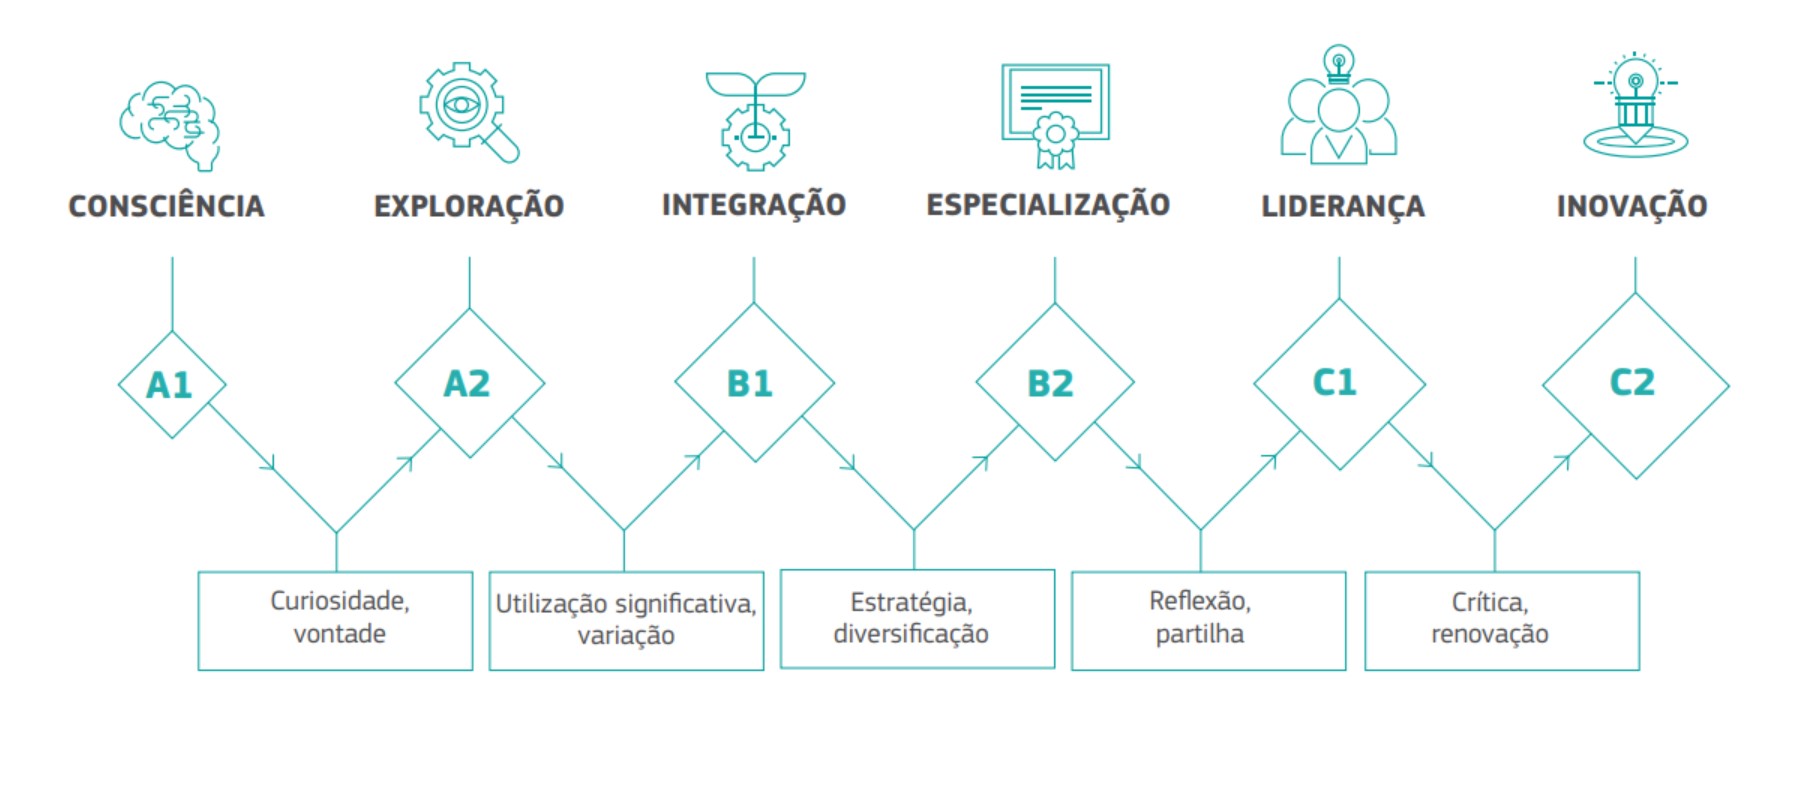 CONSCIÊNCIA
EXPLORAÇÃO
INTEGRAÇÃO
ESPECIALIZAÇÃO
LIDERANÇA
INOVAÇÃO
A1
A2
B1
B2
C1
C2
Curiosidade,
vontade
Utilização significativa,
variação
Estratégia,
diversificação
Reflexão,
partilha
Crítica,
renovação